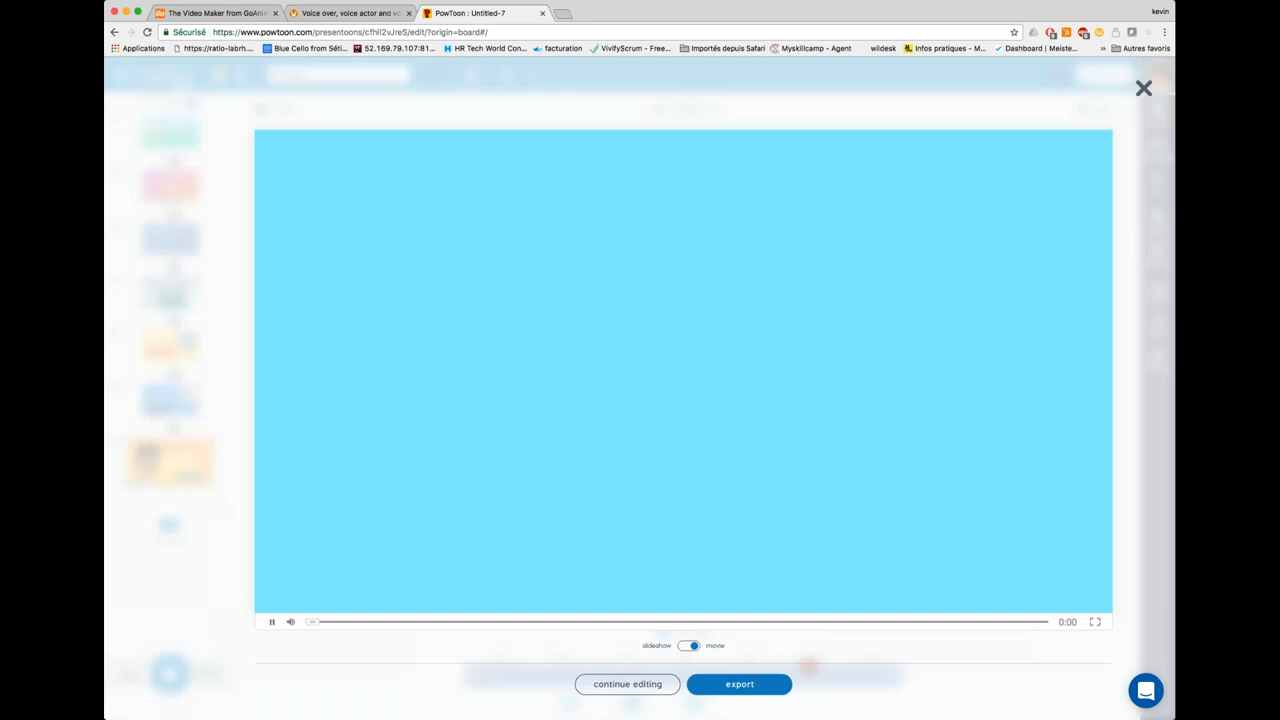 The Video Maker from GoAnim
Voice over, voice actor and vo
PowToon : Untitled-7
kevin
Sécurisé
https://www.powtoon.com/presentoons/cfhll2vJreS/edit/?origin=board#/
Applications
https://ratio-labrh....
Blue Cello from Séti...
52.169.79.107:81...
HR Tech World Con...
facturation
VivifyScrum - Free...
Importés depuis Safari
Myskillcamp - Agent
wildesk
Infos pratiques - M...
Dashboard | Meiste...
»
Autres favoris
0:00
slideshow
movie
continue editing
export